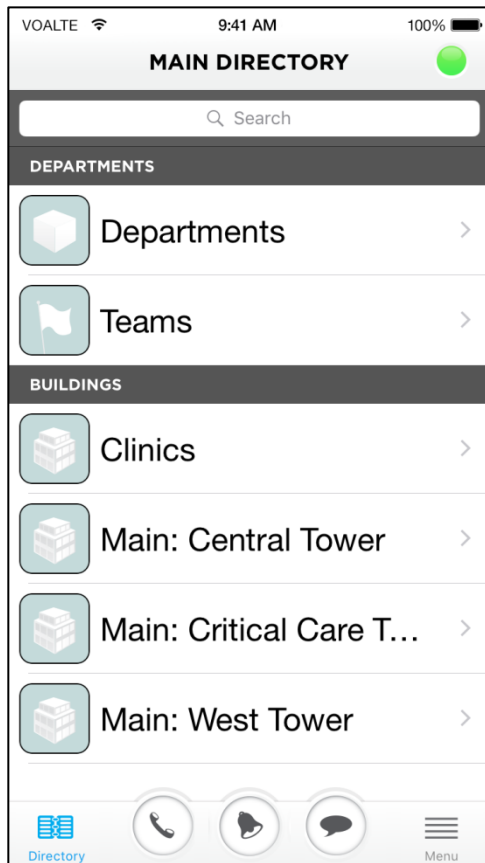 VOALTE 9:41 AM 100%
MAIN DIRECTORY
Search
DEPARTMENTS
Departments
Teams
BUILDINGS
Clinics
Main: Central Tower
Main: Critical Care T...
Main: West Tower
Directory Menu